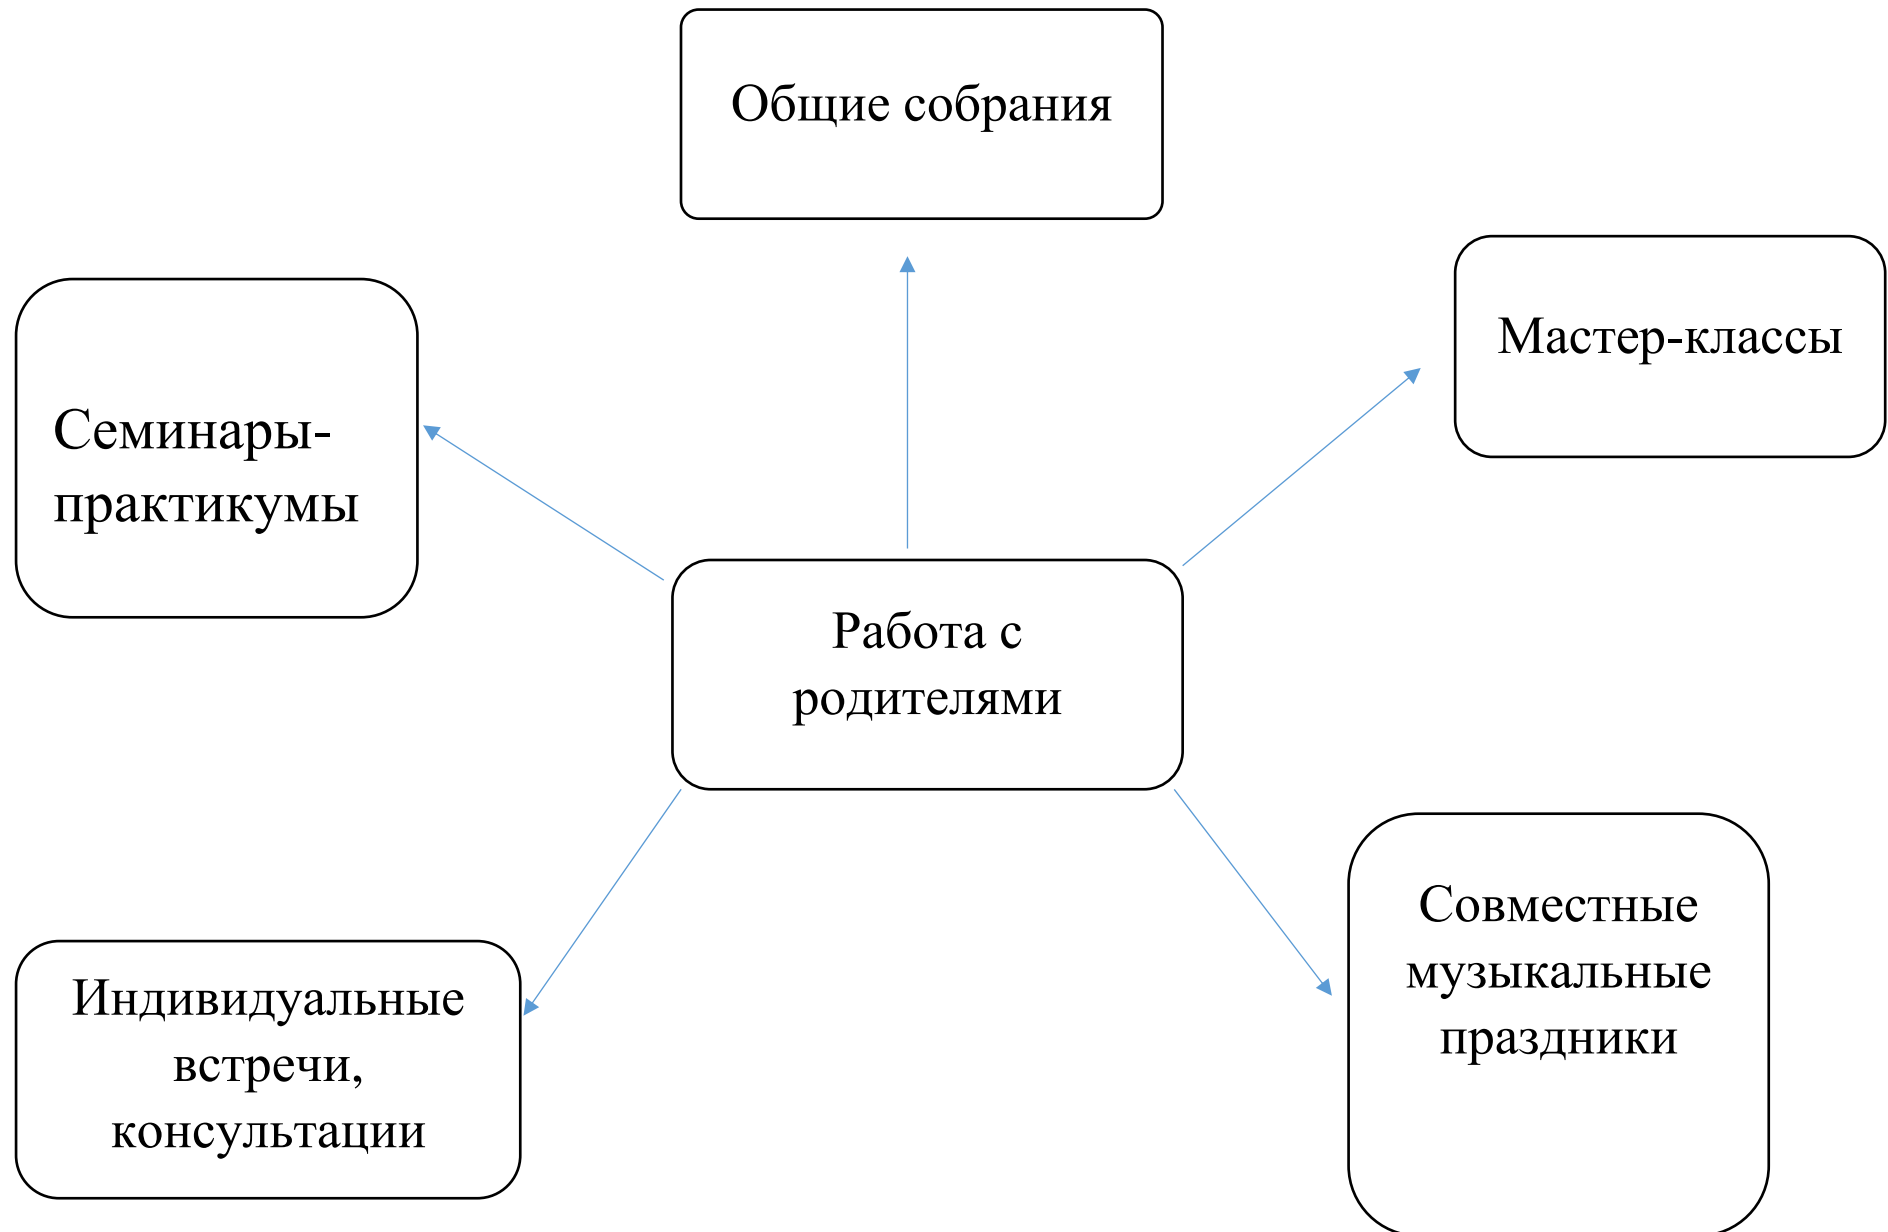 Общие собрания
Мастер-классы
Семинары-
практикумы
Работа с
родителями
Совместные
музыкальные
праздники
Индивидуальные
встречи,
консультации